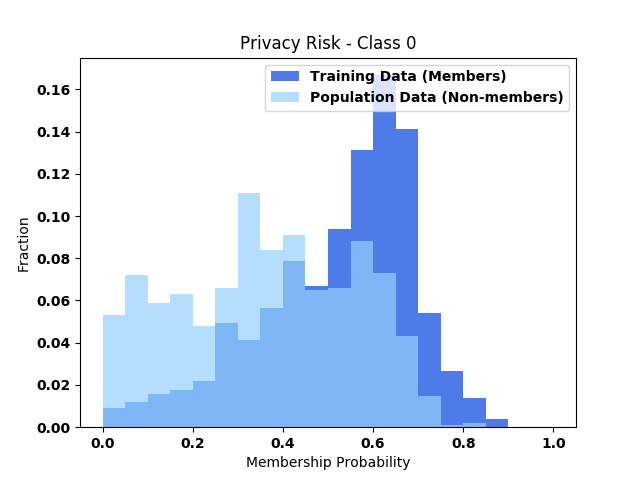 Privacy Risk - Class 0
Training Data (Members)
Population Data (Non-members)
Fraction
0.16
0.14
0.12
0.10
0.08
0.06
0.04
0.02
0.00
0.0 0.2 0.4 0.6 0.8 1.0
Membership Probability